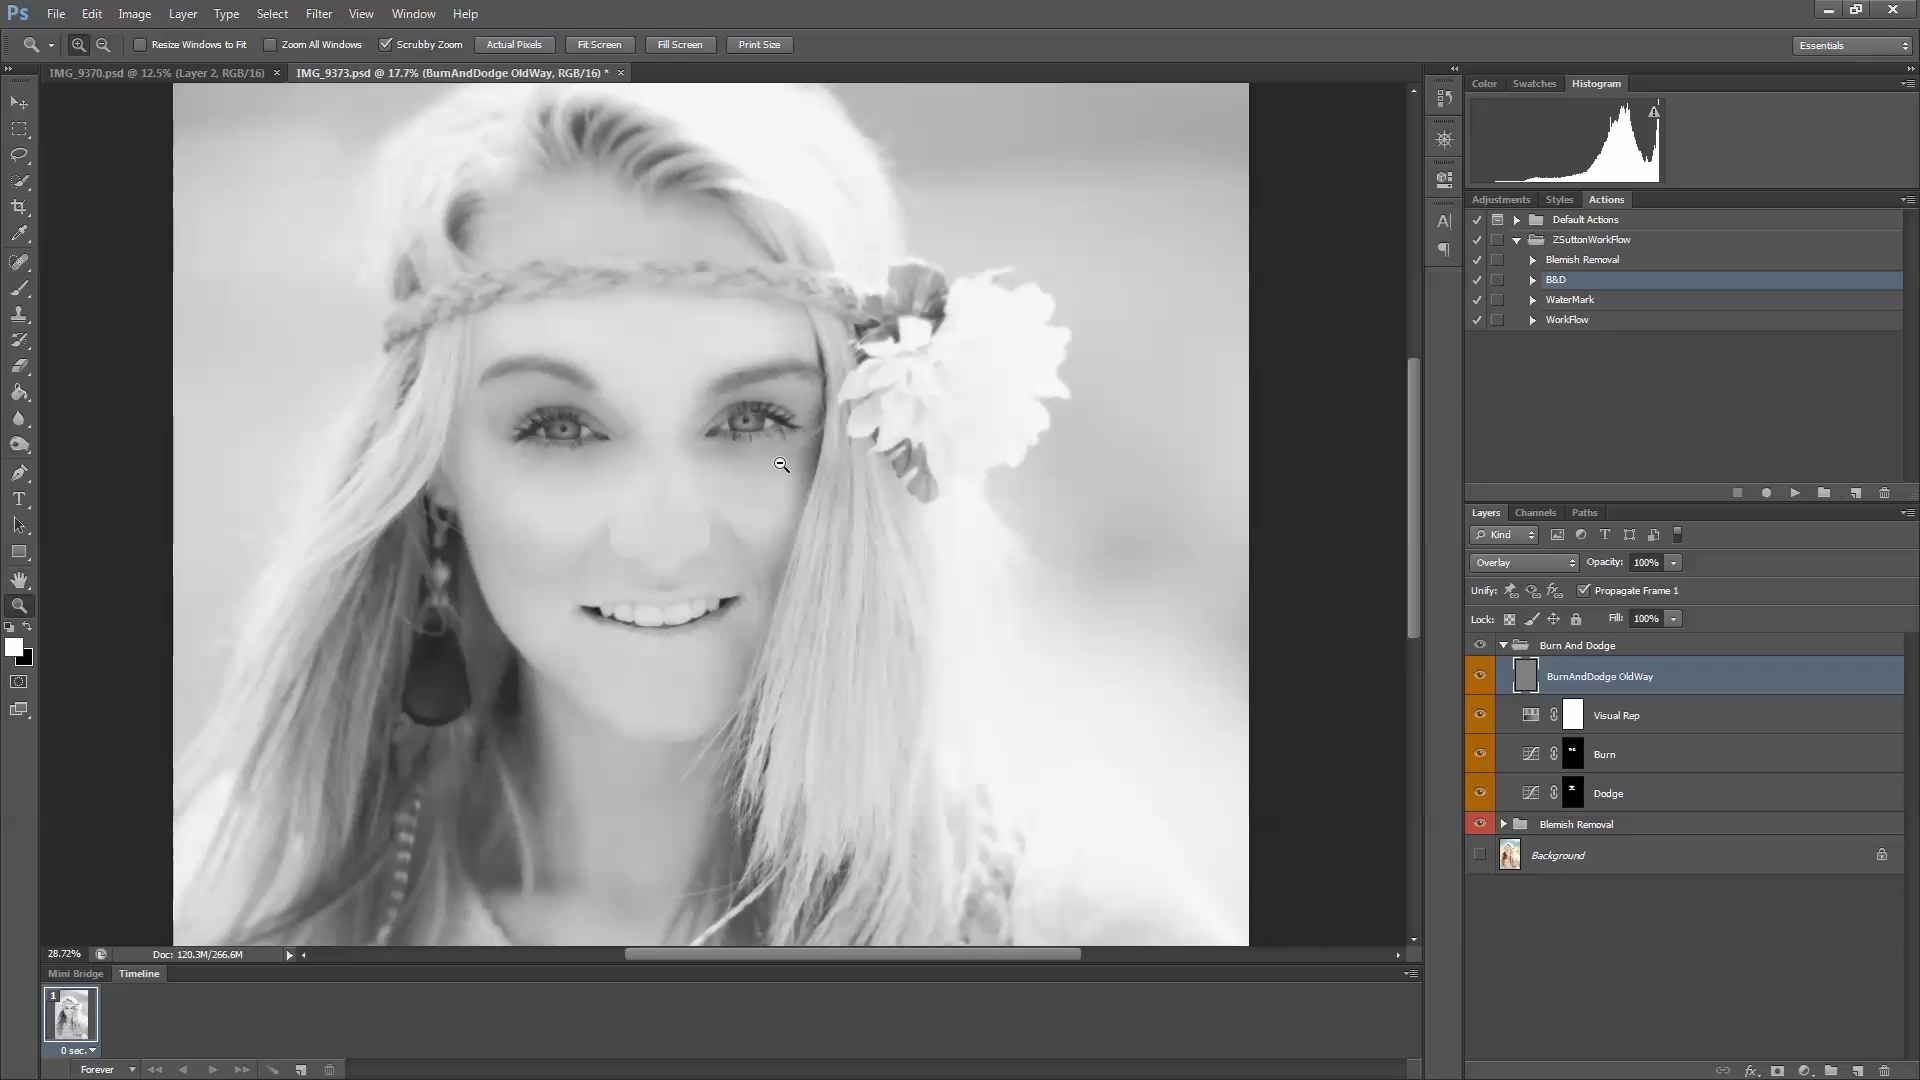 Ps File Edit Image Layer Type Select Filter View Window Help
Resize Windows to Fit Zoom All Windows Scrubby Zoom Actual Pixels Fit Screen Fill Screen Print Size Essentials
IMG_9370.psd @ 12.5% (Layer 2, RGB/16) × IMG_9373.psd @ 17.7% (BurnAndDodge OldWay, RGB/16) * ×
Color Swatches Histogram
Adjustments Styles Actions
Default Actions
ZSuttonWorkFlow
Blemish Removal
B&D
WaterMark
WorkFlow
Layers Channels Paths
Kind
Overlay Opacity: 100%
Unify: Propagate Frame 1
Lock: Fill: 100%
Burn And Dodge
BurnAndDodge OldWay
Visual Rep
Burn
Dodge
Blemish Removal
Background
28.72% Doc: 120.3M/266.6M
Mini Bridge Timeline
1
0 sec.
Forever